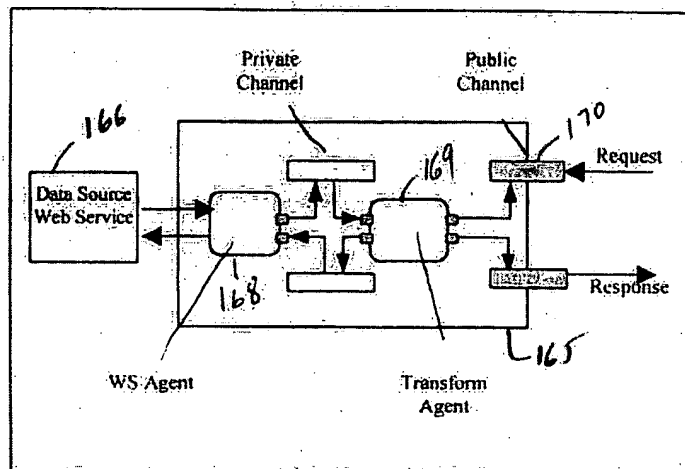 Private
Channel
Public
Channel
166
170
Request
169
Data Source
Web Service
168
Response
165
WS Agent
Transform
Agent